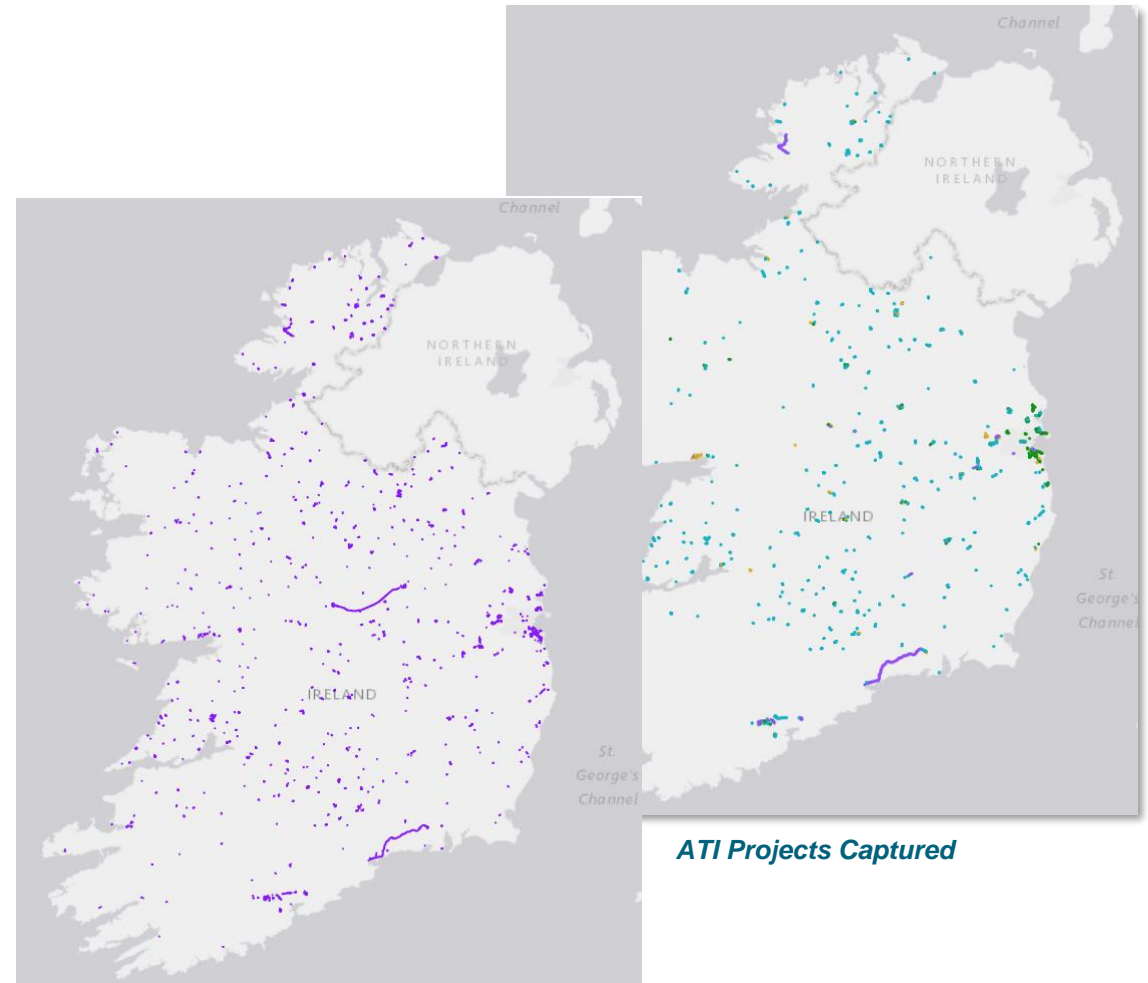 Channel
NORTHERN
IRELAND
IRELAND
St.
George's
Channel
ATI Projects Captured
Channel
NORTHERN
IRELAND
IRELAND
St.
George's
Channel